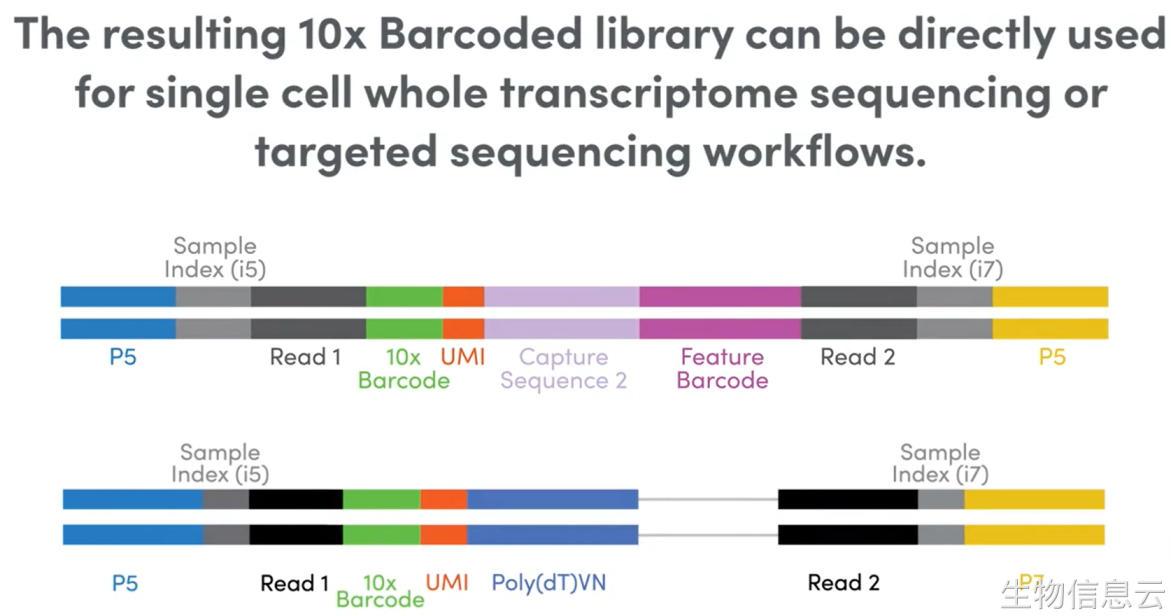 The resulting 10x Barcoded library can be directly used
for single cell whole transcriptome sequencing or
targeted sequencing workflows.
Sample
Index (i5)
Sample
Index (i7)
P5
Read 1
10x
Barcode
UMI
Capture
Sequence 2
Feature
Barcode
Read 2
P5
Sample
Index (i5)
Sample
Index (i7)
P5
Read 1
10x
Barcode
UMI
Poly(dT)VN
Read 2
P7
生物信息云